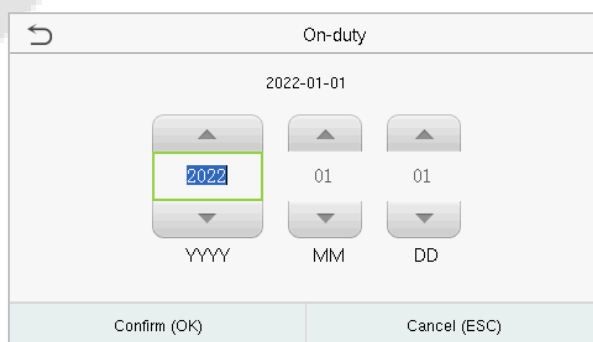 On-duty
2022-01-01
2022 01 01
YYYY MM DD
Confirm (OK) Cancel (ESC)